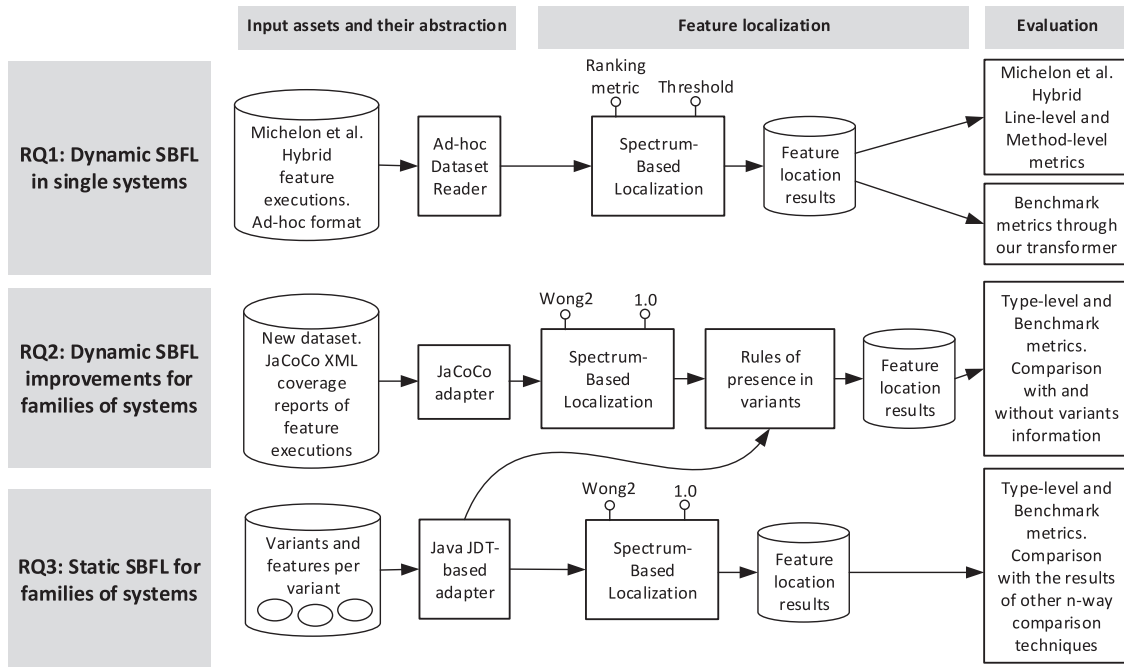 Input assets and their abstraction
Feature localization
Evaluation
RQ1: Dynamic SBFL
in single systems
Michelon et al.
Hybrid
feature
executions.
Ad-hoc format
Ad-hoc
Dataset
Reader
Ranking
metric
Threshold
Spectrum-
Based
Localization
Feature
location
results
Michelon et al.
Hybrid
Line-level and
Method-level
metrics
Benchmark
metrics through
our transformer
RQ2: Dynamic SBFL
improvements for
families of systems
New dataset.
JaCoCo XML
coverage
reports of
feature
executions
JaCoCo
adapter
Wong2
1.0
Spectrum-
Based
Localization
Rules of
presence in
variants
Feature
location
results
Type-level and
Benchmark
metrics.
Comparison
with and
without variants
information
RQ3: Static SBFL for
families of systems
Variants and
features per
variant
Java JDT-
based
adapter
Wong2
1.0
Spectrum-
Based
Localization
Feature
location
results
Type-level and
Benchmark
metrics.
Comparison
with the results
of other n-way
comparison
techniques